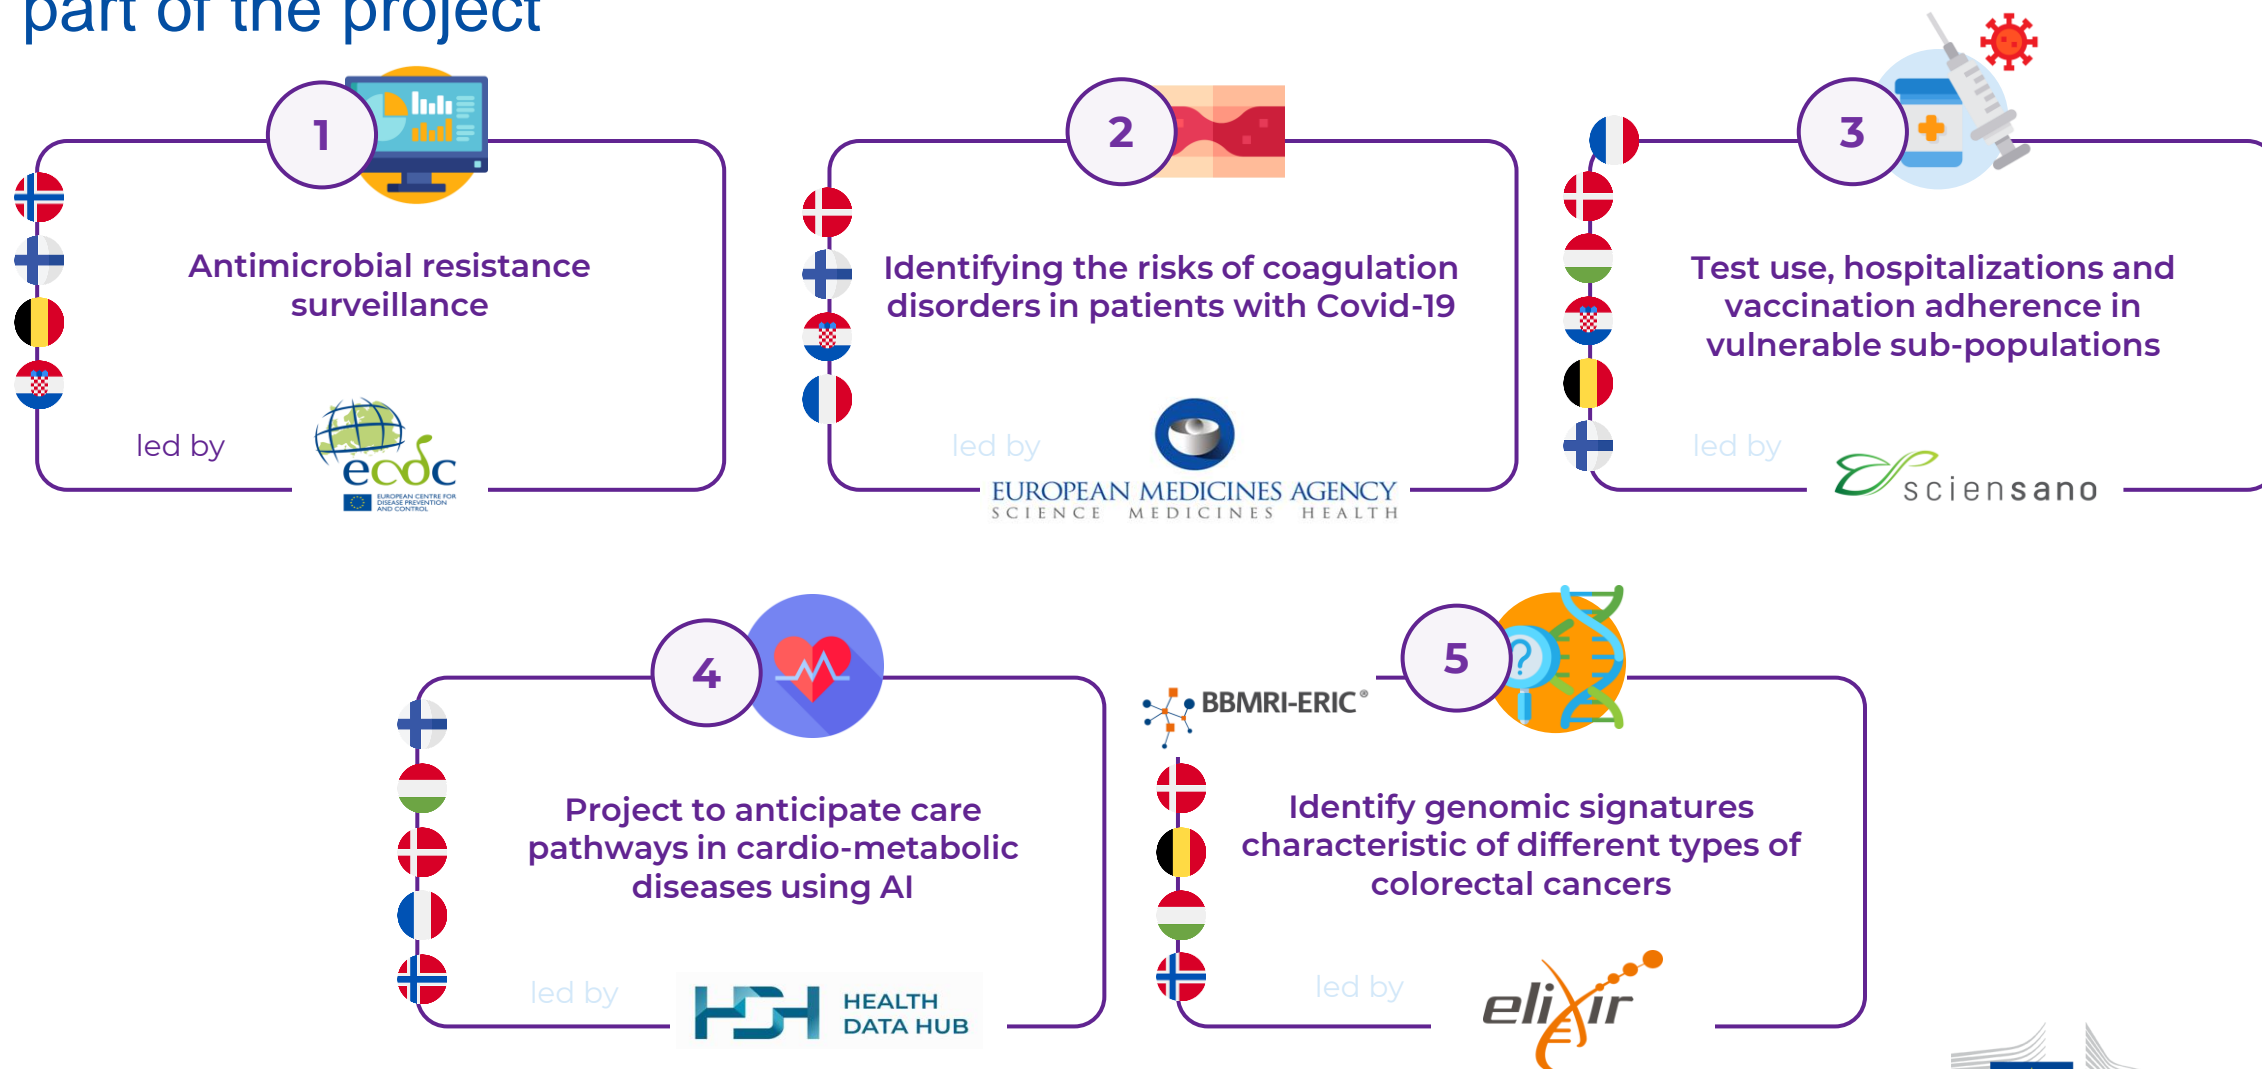 part of the project
1
Antimicrobial resistance
surveillance
led by
ecdc
EUROPEAN CENTRE FOR
DISEASE PREVENTION
AND CONTROL
2
Identifying the risks of coagulation
disorders in patients with Covid-19
led by
EUROPEAN MEDICINES AGENCY
SCIENCE MEDICINES HEALTH
3
Test use, hospitalizations and
vaccination adherence in
vulnerable sub-populations
led by
sciensano
4
Project to anticipate care
pathways in cardio-metabolic
diseases using AI
led by
HDH
HEALTH
DATA HUB
5
?
BBMRI-ERIC®
Identify genomic signatures
characteristic of different types of
colorectal cancers
led by
elixir